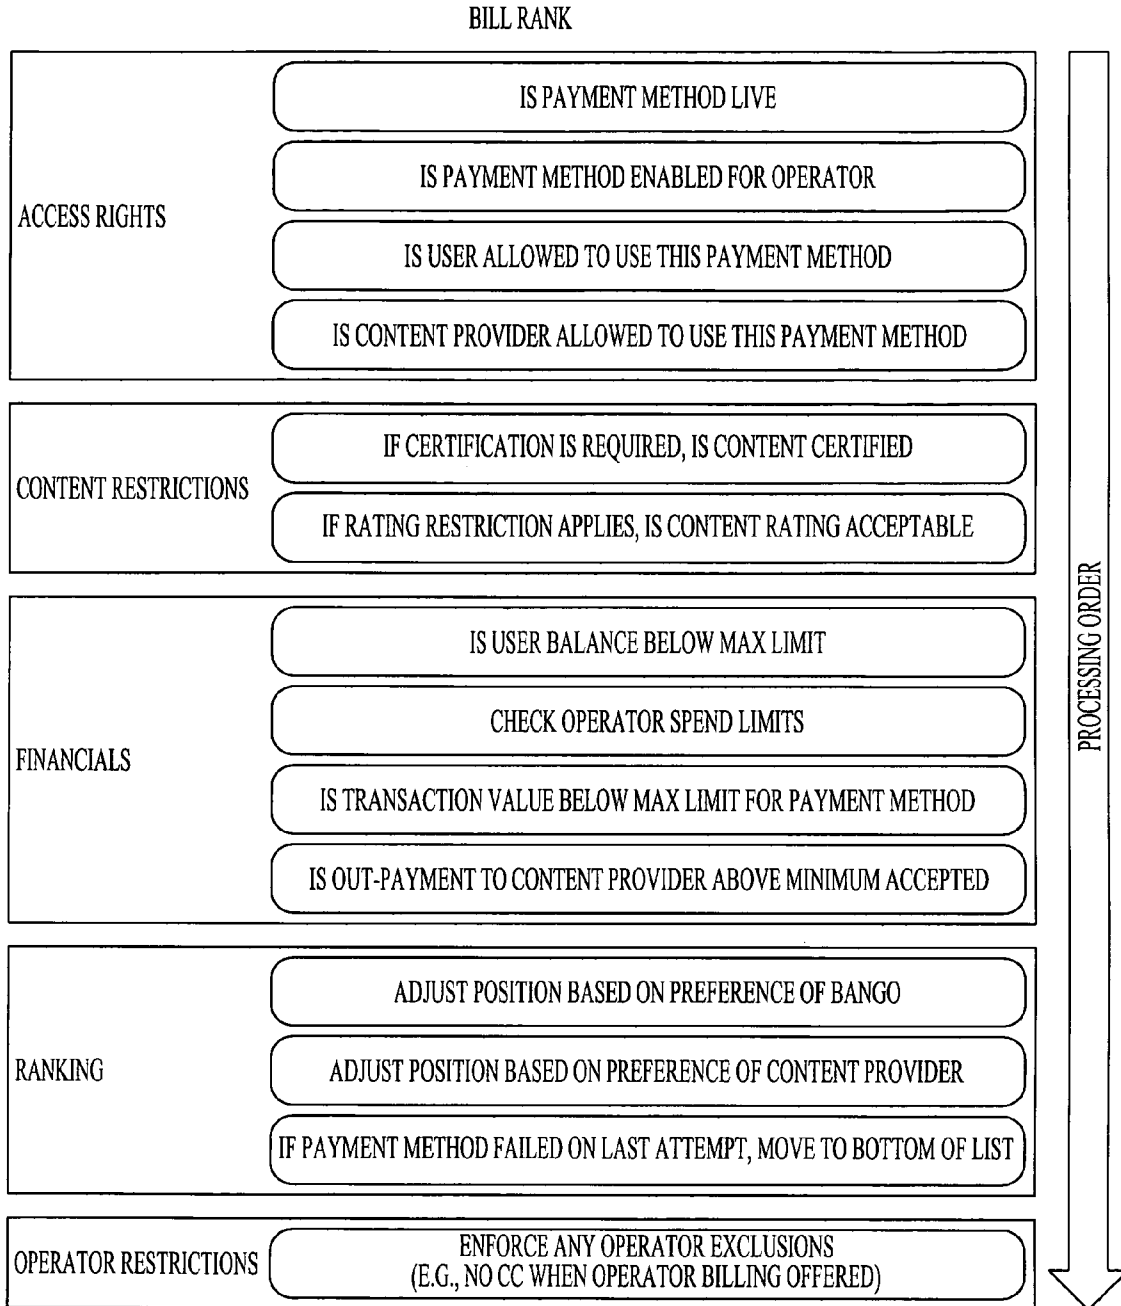 BILL RANK
ACCESS RIGHTS
IS PAYMENT METHOD LIVE
IS PAYMENT METHOD ENABLED FOR OPERATOR
IS USER ALLOWED TO USE THIS PAYMENT METHOD
IS CONTENT PROVIDER ALLOWED TO USE THIS PAYMENT METHOD
CONTENT RESTRICTIONS
IF CERTIFICATION IS REQUIRED, IS CONTENT CERTIFIED
IF RATING RESTRICTION APPLIES, IS CONTENT RATING ACCEPTABLE
FINANCIALS
IS USER BALANCE BELOW MAX LIMIT
CHECK OPERATOR SPEND LIMITS
IS TRANSACTION VALUE BELOW MAX LIMIT FOR PAYMENT METHOD
IS OUT-PAYMENT TO CONTENT PROVIDER ABOVE MINIMUM ACCEPTED
RANKING
ADJUST POSITION BASED ON PREFERENCE OF BANGO
ADJUST POSITION BASED ON PREFERENCE OF CONTENT PROVIDER
IF PAYMENT METHOD FAILED ON LAST ATTEMPT, MOVE TO BOTTOM OF LIST
OPERATOR RESTRICTIONS
ENFORCE ANY OPERATOR EXCLUSIONS
(E.G., NO CC WHEN OPERATOR BILLING OFFERED)
PROCESSING ORDER